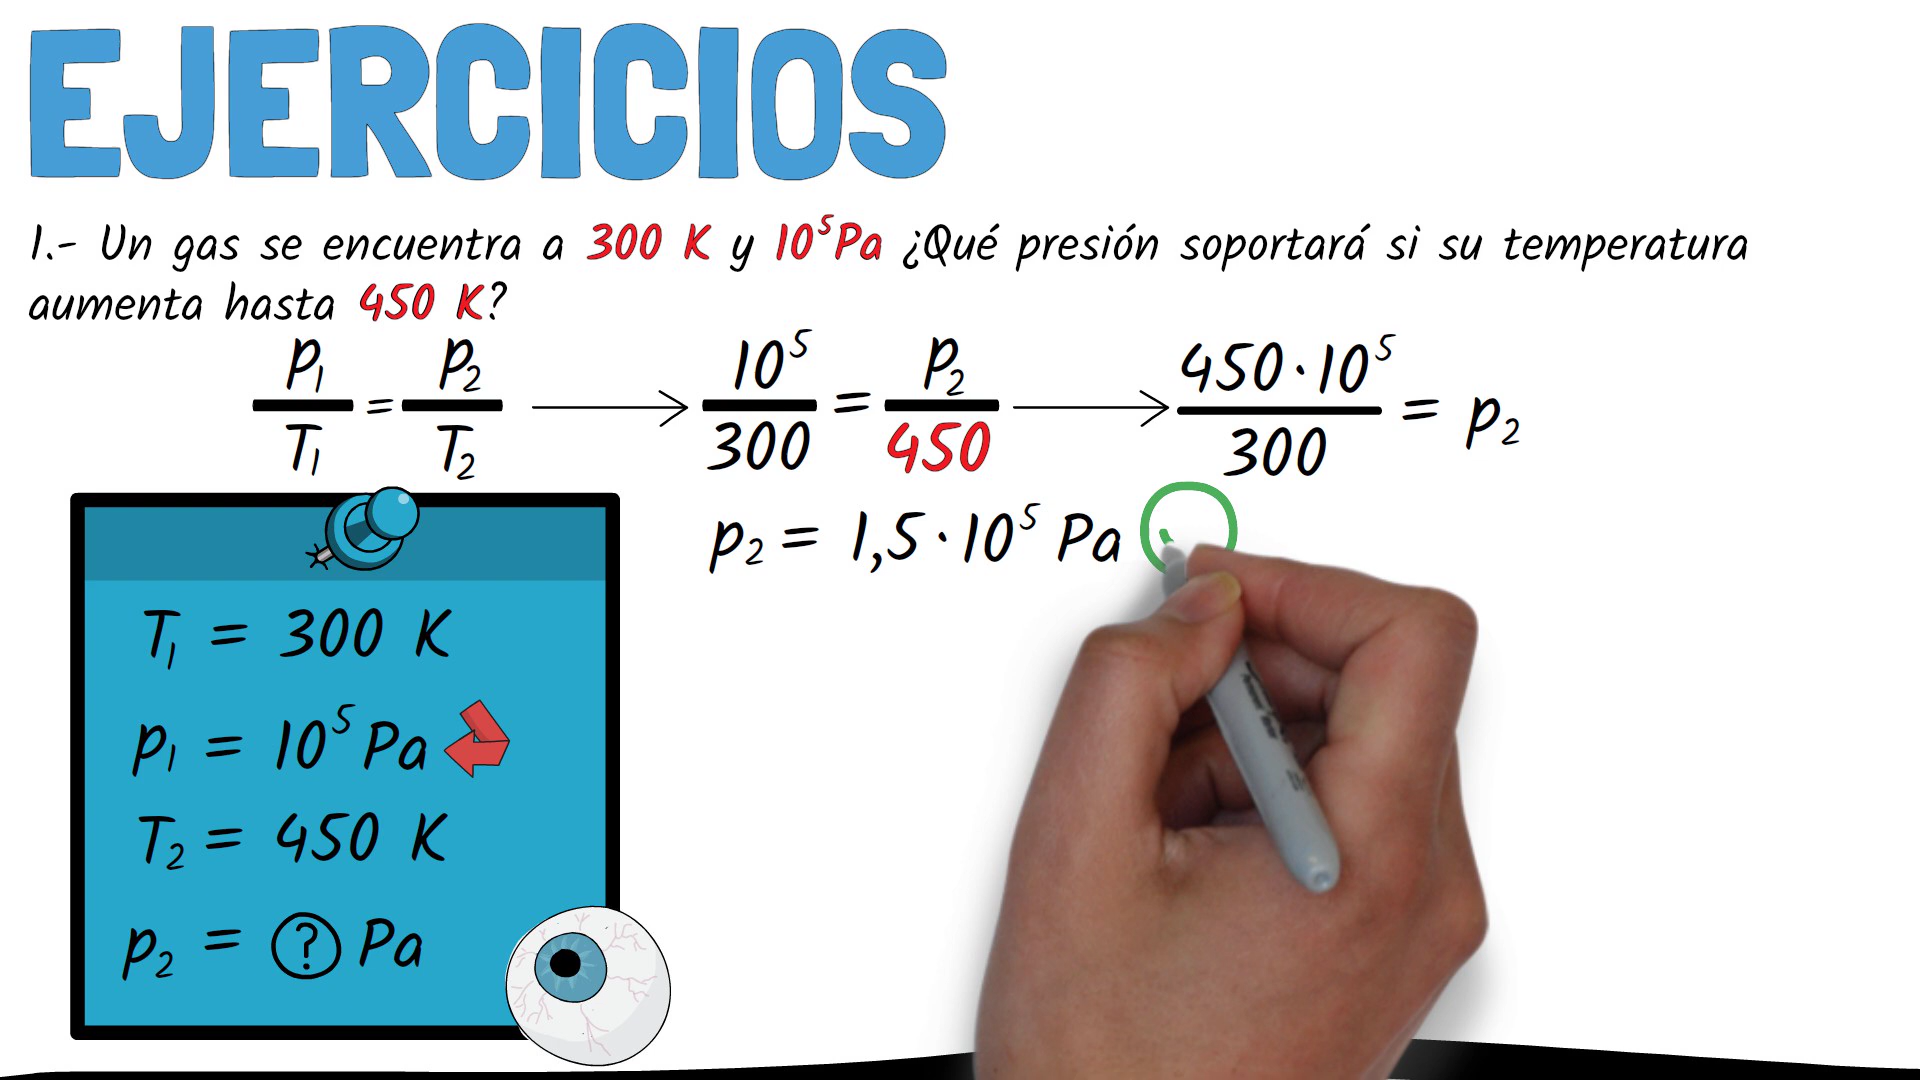 EJERCICIOS
1.- Un gas se encuentra a 300 K y 10⁵Pa ¿Qué presión soportará si su temperatura
aumenta hasta 450 K?
p₁/T₁ = p₂/T₂ → 10⁵/300 = p₂/450 → 450·10⁵/300 = p₂
p₂ = 1,5·10⁵ Pa
T₁ = 300 K
p₁ = 10⁵ Pa
T₂ = 450 K
p₂ = ? Pa